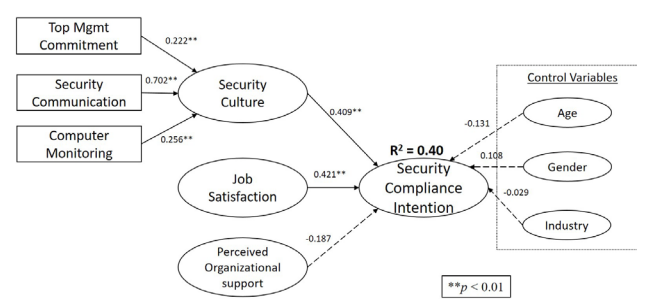 Top Mgmt
Commitment
0.222**
Security
Communication
0.702**
Computer
Monitoring
0.256**
Security
Culture
0.409**
Job
Satisfaction
0.421**
Perceived
Organizational
support
-0.187
R² = 0.40
Security
Compliance
Intention
Control Variables
Age
-0.131
Gender
0.108
Industry
-0.029
**p < 0.01